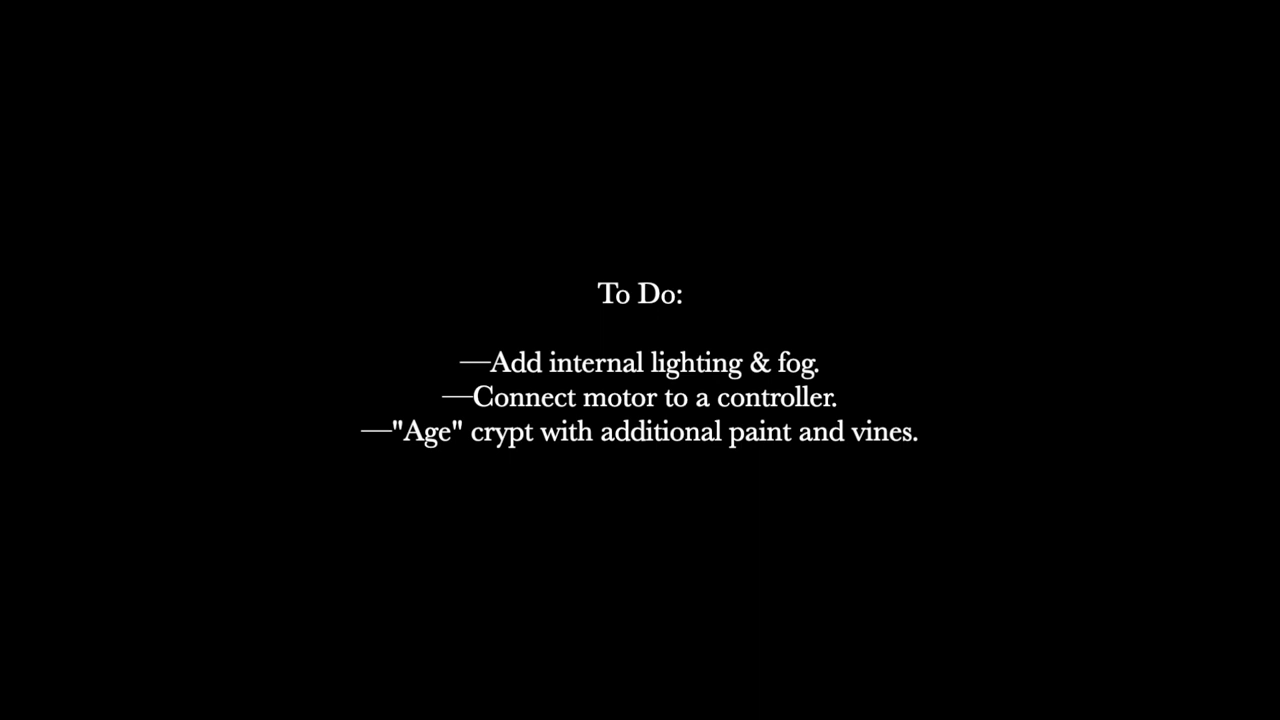 To Do:
—Add internal lighting & fog.
—Connect motor to a controller.
—"Age" crypt with additional paint and vines.